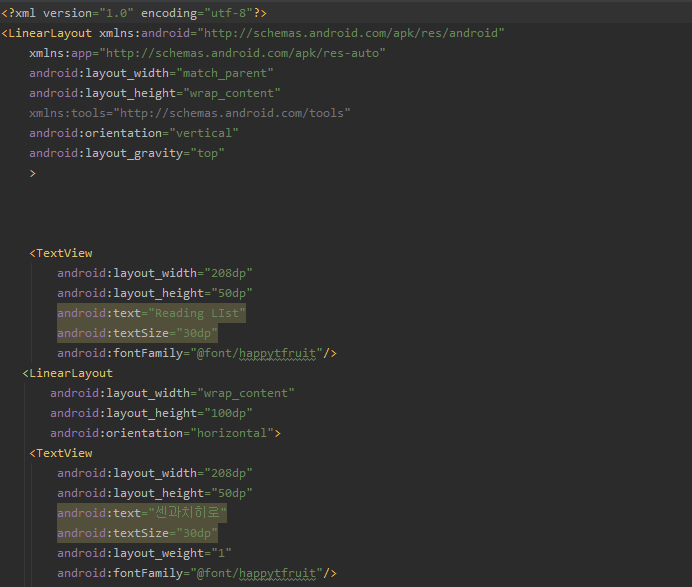 <?xml version="1.0" encoding="utf-8"?>
<LinearLayout xmlns:android="http://schemas.android.com/apk/res/android"
xmlns:app="http://schemas.android.com/apk/res-auto"
android:layout_width="match_parent"
android:layout_height="wrap_content"
xmlns:tools="http://schemas.android.com/tools"
android:orientation="vertical"
android:layout_gravity="top"
>
<TextView
android:layout_width="208dp"
android:layout_height="50dp"
android:text="Reading LIst"
android:textSize="30dp"
android:fontFamily="@font/happytfruit"/>
<LinearLayout
android:layout_width="wrap_content"
android:layout_height="100dp"
android:orientation="horizontal">
<TextView
android:layout_width="208dp"
android:layout_height="50dp"
android:text="센과치히로"
android:textSize="30dp"
android:layout_weight="1"
android:fontFamily="@font/happytfruit"/>